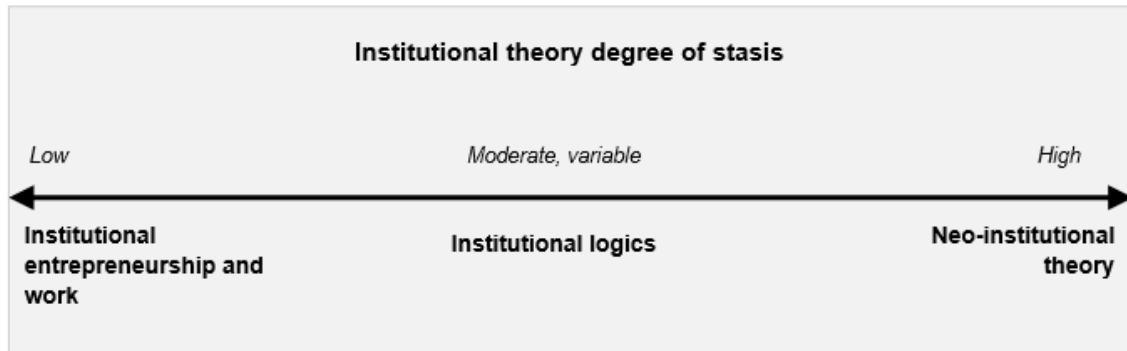 Institutional theory degree of stasis
Low
Moderate, variable
High
Institutional
entrepreneurship and
work
Institutional logics
Neo-institutional
theory